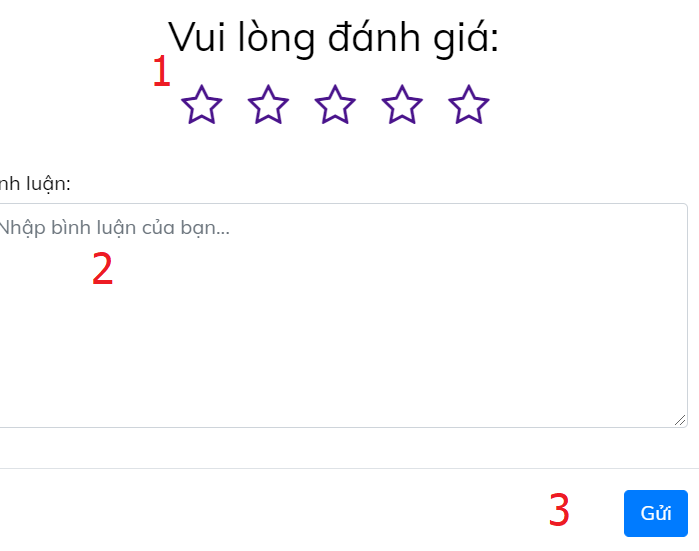 Vui lòng đánh giá:
1
nh luận:
Nhập bình luận của bạn...
2
3
Gửi